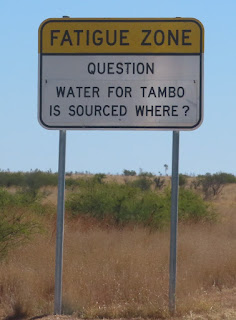 FATIGUE ZONE
QUESTION
WATER FOR TAMBO
IS SOURCED WHERE?